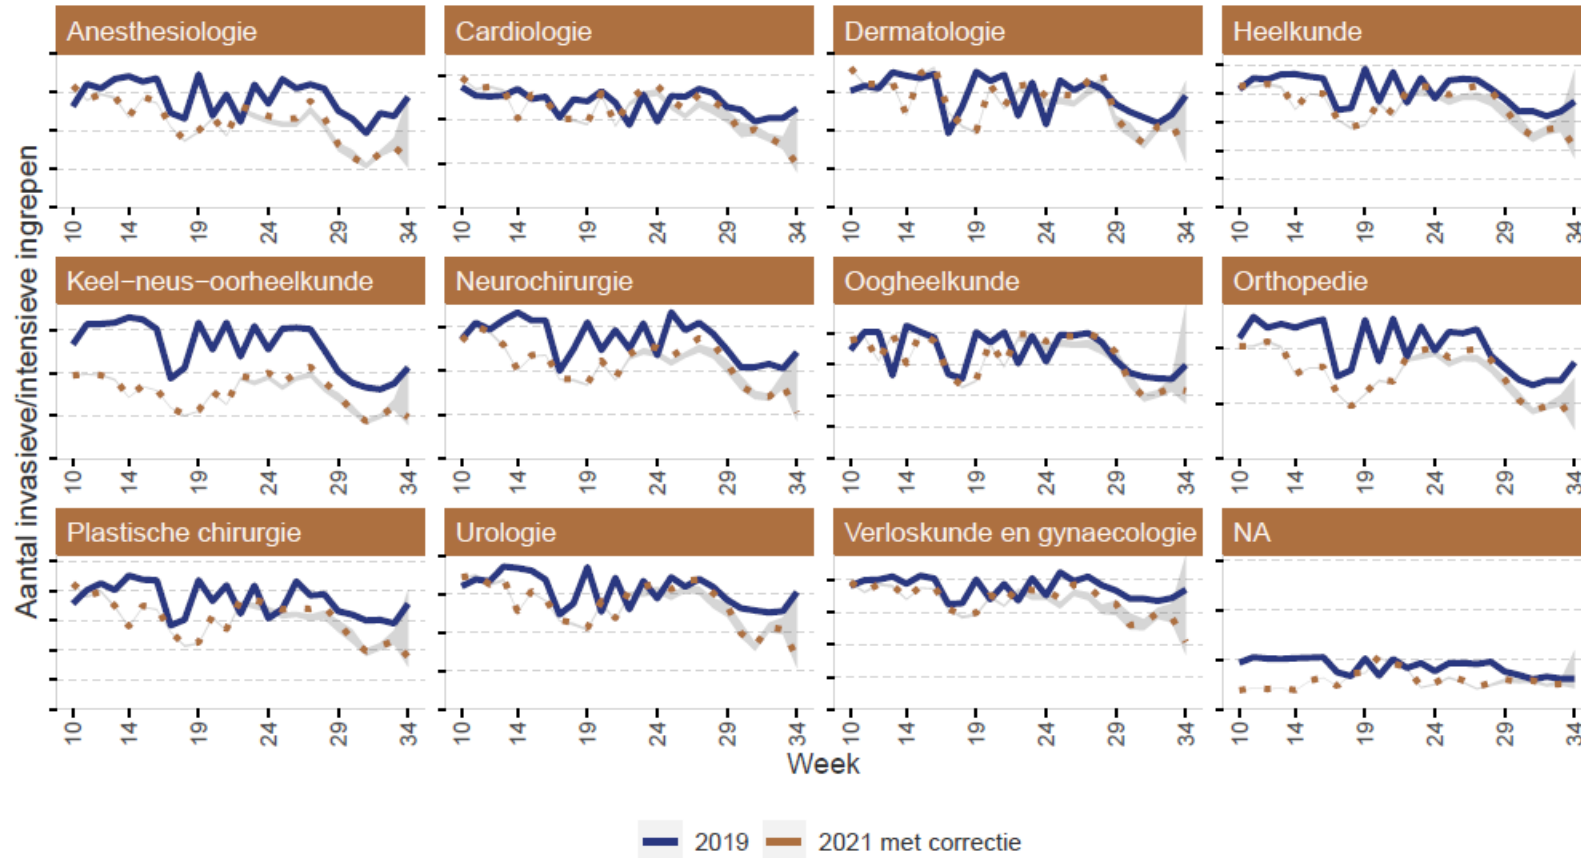 Anesthesiologie
Cardiologie
Dermatologie
Heelkunde
10 14 19 24 29 34
10 14 19 24 29 34
10 14 19 24 29 34
10 14 19 24 29 34
Keel−neus−oorheelkunde
Neurochirurgie
Oogheelkunde
Orthopedie
10 14 19 24 29 34
10 14 19 24 29 34
10 14 19 24 29 34
10 14 19 24 29 34
Plastische chirurgie
Urologie
Verloskunde en gynaecologie
NA
10 14 19 24 29 34
10 14 19 24 29 34
10 14 19 24 29 34
10 14 19 24 29 34
Aantal invasieve/intensieve ingrepen
Week
2019
2021 met correctie